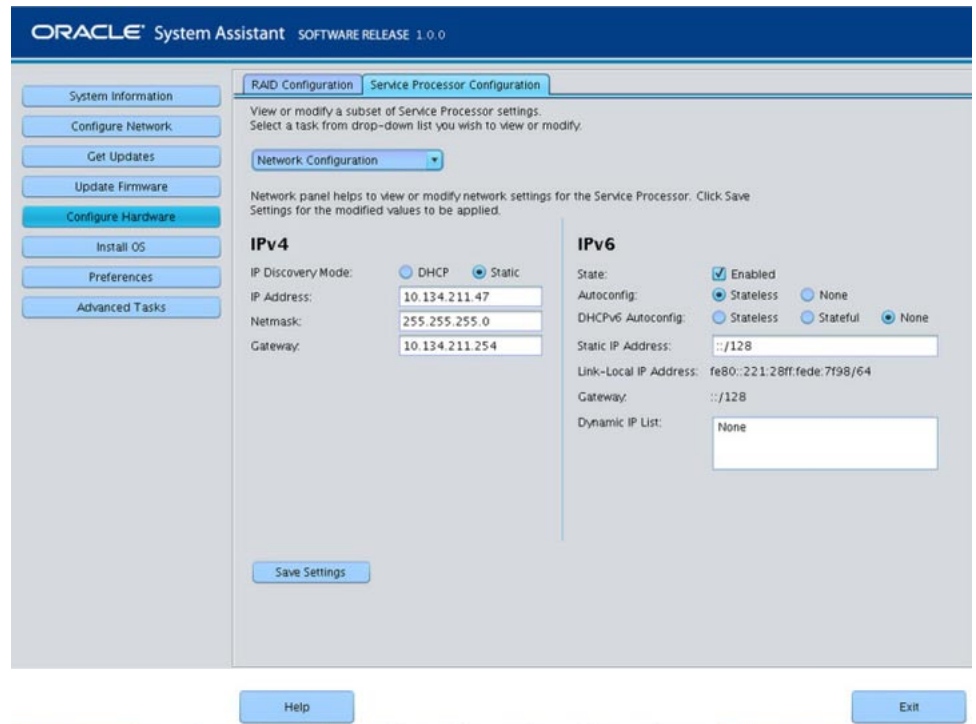 ORACLE® System Assistant SOFTWARE RELEASE 1.0.0
System Information
Configure Network
Get Updates
Update Firmware
Configure Hardware
Install OS
Preferences
Advanced Tasks
RAID Configuration Service Processor Configuration
View or modify a subset of Service Processor settings.
Select a task from drop-down list you wish to view or modify.
Network Configuration
Network panel helps to view or modify network settings for the Service Processor. Click Save
Settings for the modified values to be applied.
IPv4
IP Discovery Mode: DHCP Static
IP Address: 10.134.211.47
Netmask: 255.255.255.0
Gateway: 10.134.211.254
IPv6
State: Enabled
Autoconfig: Stateless None
DHCPv6 Autoconfig: Stateless Stateful None
Static IP Address: ::/128
Link-Local IP Address: fe80::221:28ff:fede:7f98/64
Gateway: ::/128
Dynamic IP List: None
Save Settings
Help Exit